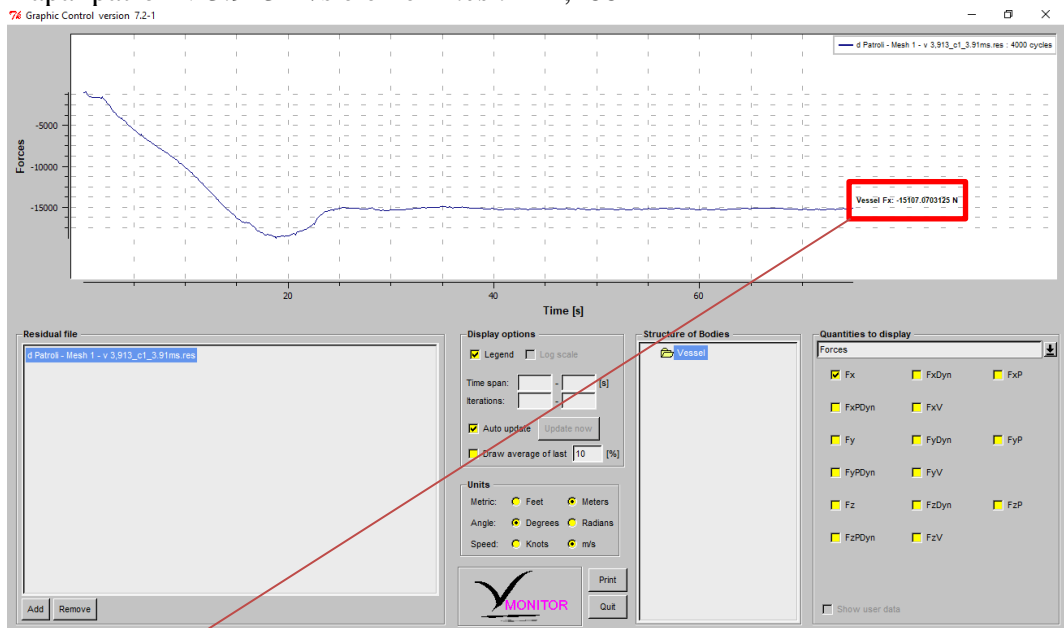 Graphic Control version 7.2-1
d Patroli - Mesh 1 - v 3,913_c1_3.91ms.res : 4000 cycles
Forces
-5000
-10000
-15000
Vessel Fx: -15107.0703125 N
20
40
60
Time [s]
Residual file
d Patroli - Mesh 1 - v 3,913_c1_3.91ms.res
Add
Remove
Display options
Legend
Log scale
Time span:
-
[s]
Iterations:
-
Auto update
Update now
Draw average of last
10
[%]
Units
Metric:
Feet
Meters
Angle:
Degrees
Radians
Speed:
Knots
m/s
MONITOR
Print
Quit
Structure of Bodies
Vessel
Quantities to display
Forces
Fx
FxDyn
FxP
FxPDyn
FxV
Fy
FyDyn
FyP
FyPDyn
FyV
Fz
FzDyn
FzP
FzPDyn
FzV
Show user data